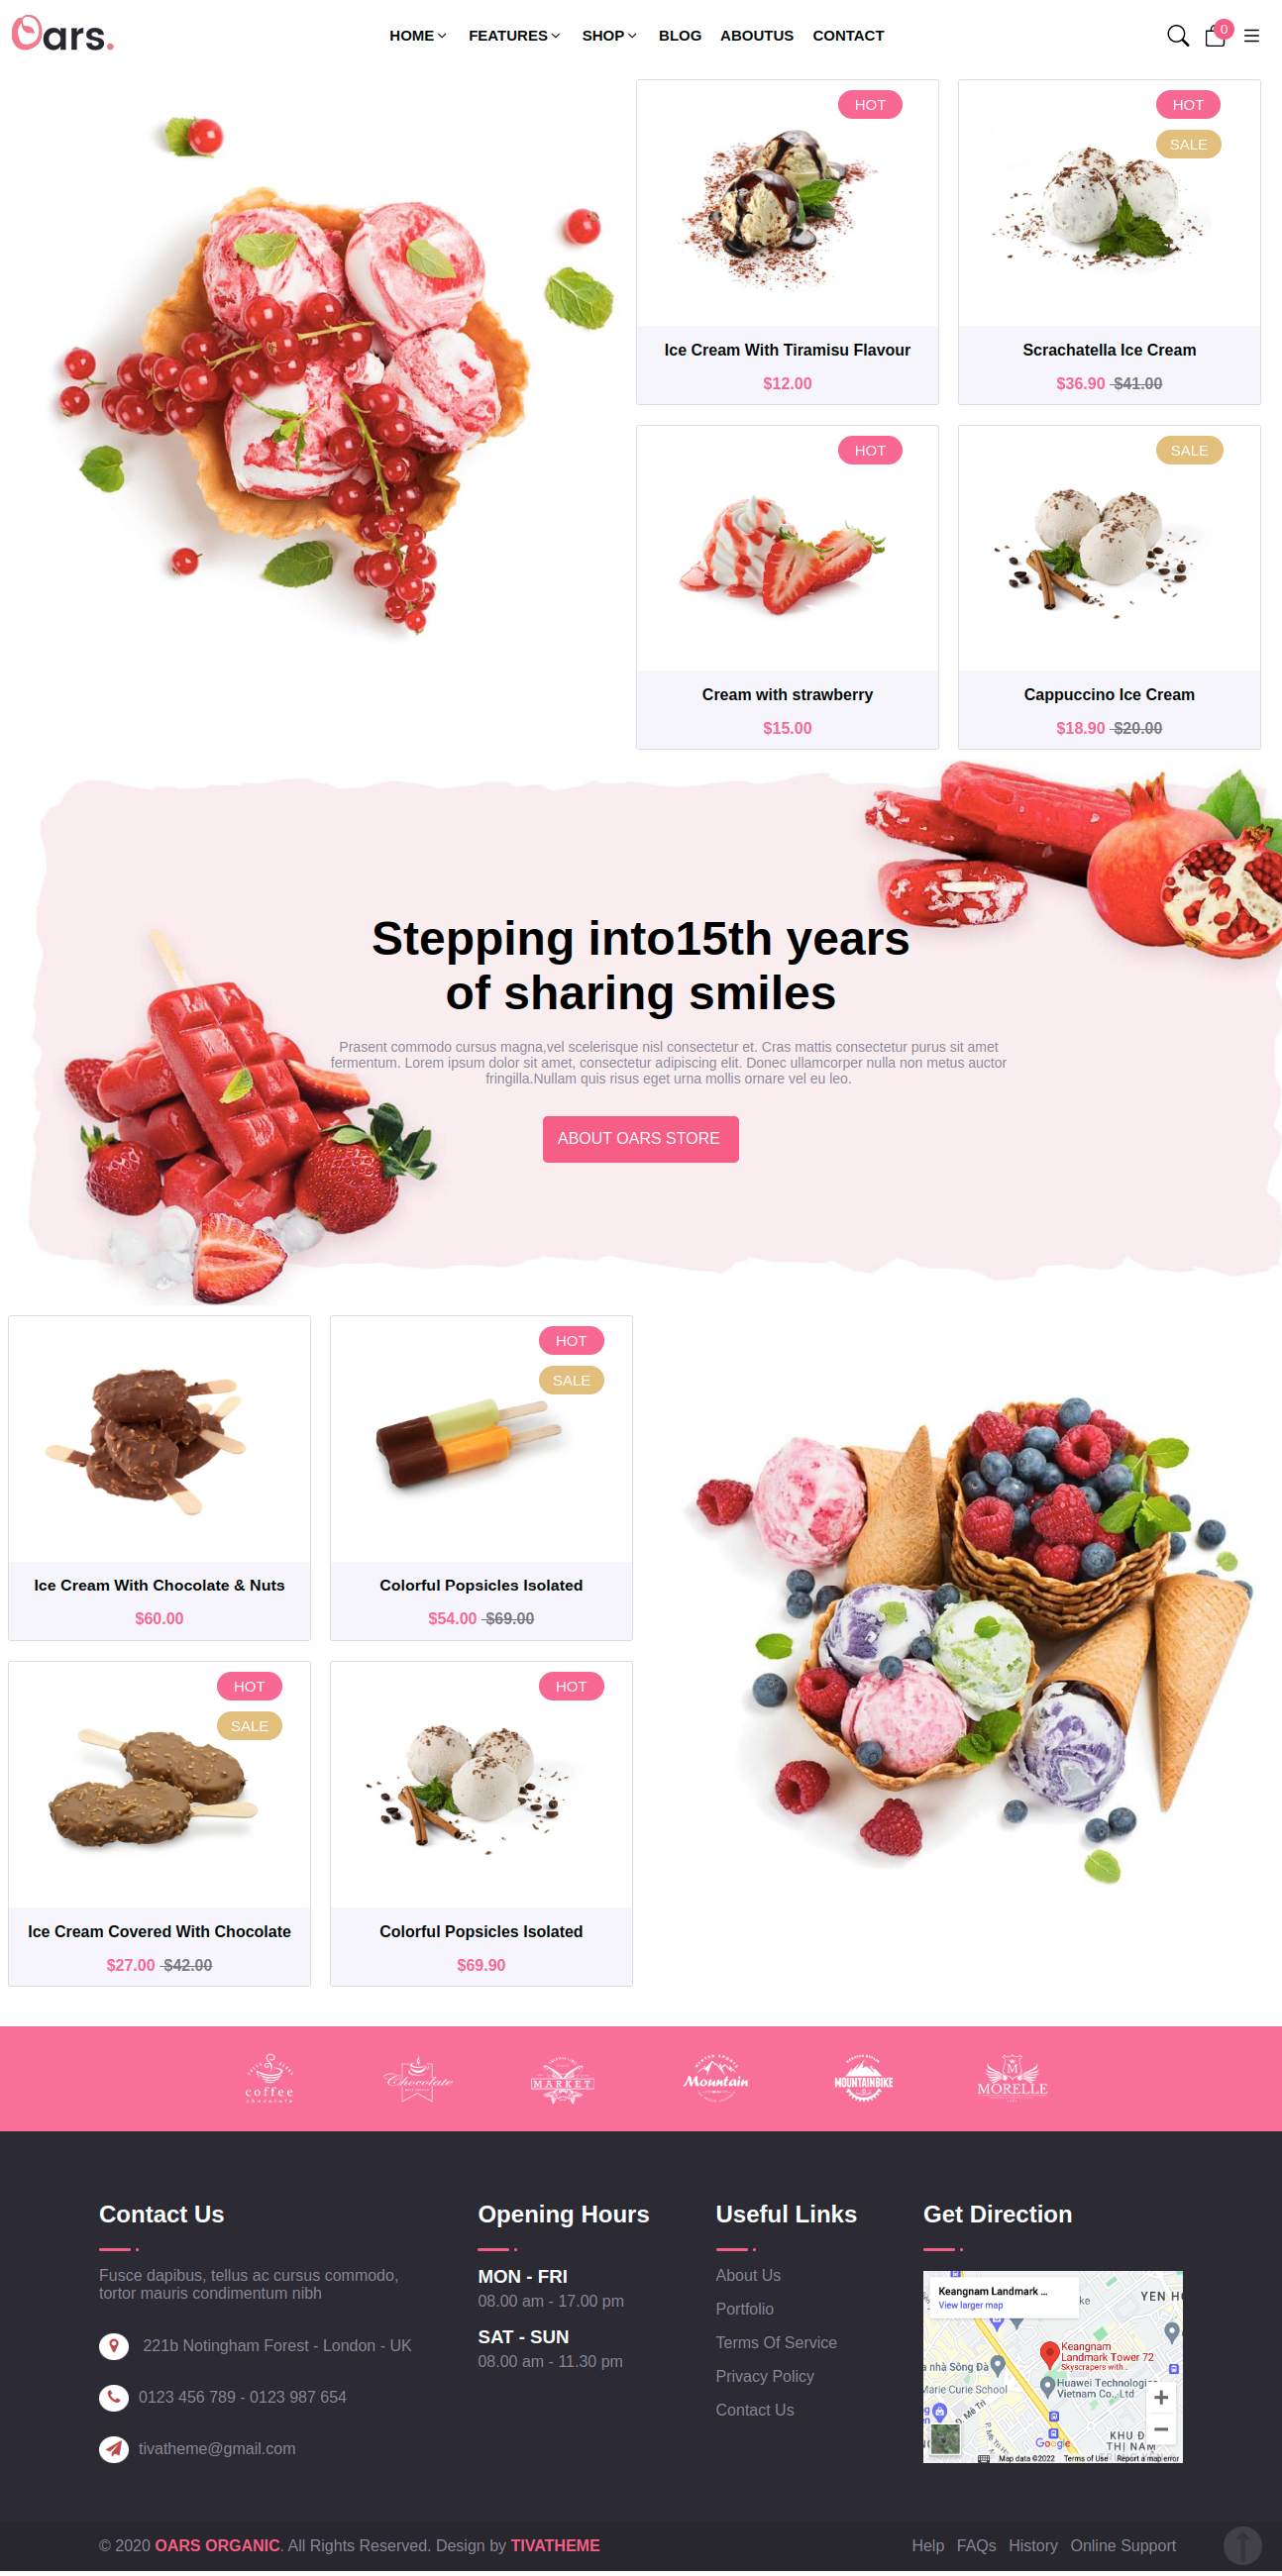 Oars.
HOME FEATURES SHOP BLOG ABOUTUS CONTACT
0
HOT
Ice Cream With Tiramisu Flavour
$12.00
HOT
SALE
Scrachatella Ice Cream
$36.90 $41.00
HOT
Cream with strawberry
$15.00
SALE
Cappuccino Ice Cream
$18.90 $20.00
Stepping into15th years
of sharing smiles
Prasent commodo cursus magna,vel scelerisque nisl consectetur et. Cras mattis consectetur purus sit amet
fermentum. Lorem ipsum dolor sit amet, consectetur adipiscing elit. Donec ullamcorper nulla non metus auctor
fringilla.Nullam quis risus eget urna mollis ornare vel eu leo.
ABOUT OARS STORE
Ice Cream With Chocolate & Nuts
$60.00
HOT
SALE
Colorful Popsicles Isolated
$54.00 $69.00
HOT
SALE
Ice Cream Covered With Chocolate
$27.00 $42.00
HOT
Colorful Popsicles Isolated
$69.90
coffee
chocolate
Chocolate
MARKET
Mountain
MOUNTAINBIKE
M
MORELLE
Contact Us
Fusce dapibus, tellus ac cursus commodo,
tortor mauris condimentum nibh
221b Notingham Forest - London - UK
0123 456 789 - 0123 987 654
tivatheme@gmail.com
Opening Hours
MON - FRI
08.00 am - 17.00 pm
SAT - SUN
08.00 am - 11.30 pm
Useful Links
About Us
Portfolio
Terms Of Service
Privacy Policy
Contact Us
Get Direction
Keangnam Landmark ...
View larger map
YEN HO
Keangnam
Landmark Tower 72
Skyscrapers with...
a nhà Sông Đà
Marie Curie School
Huawei Technologies
Vietnam Co., Ltd
Đ. Mễ Trì
KHU Đ
THỊ NAM
Google
Map data ©2022 Terms of Use Report a map error
© 2020 OARS ORGANIC. All Rights Reserved. Design by TIVATHEME
Help FAQs History Online Support